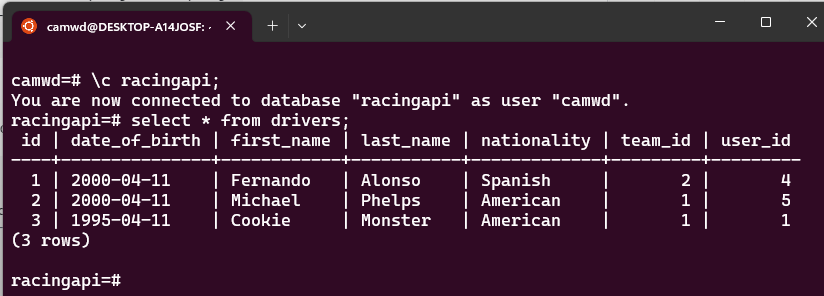 camwd@DESKTOP-A14JOSF: ·
camwd=# \c racingapi;
You are now connected to database "racingapi" as user "camwd".
racingapi=# select * from drivers;
 id | date_of_birth | first_name | last_name | nationality | team_id | user_id
----+---------------+------------+-----------+-------------+---------+---------
  1 | 2000-04-11    | Fernando   | Alonso    | Spanish     |       2 |       4
  2 | 2000-04-11    | Michael    | Phelps    | American    |       1 |       5
  3 | 1995-04-11    | Cookie     | Monster   | American    |       1 |       1
(3 rows)
racingapi=#